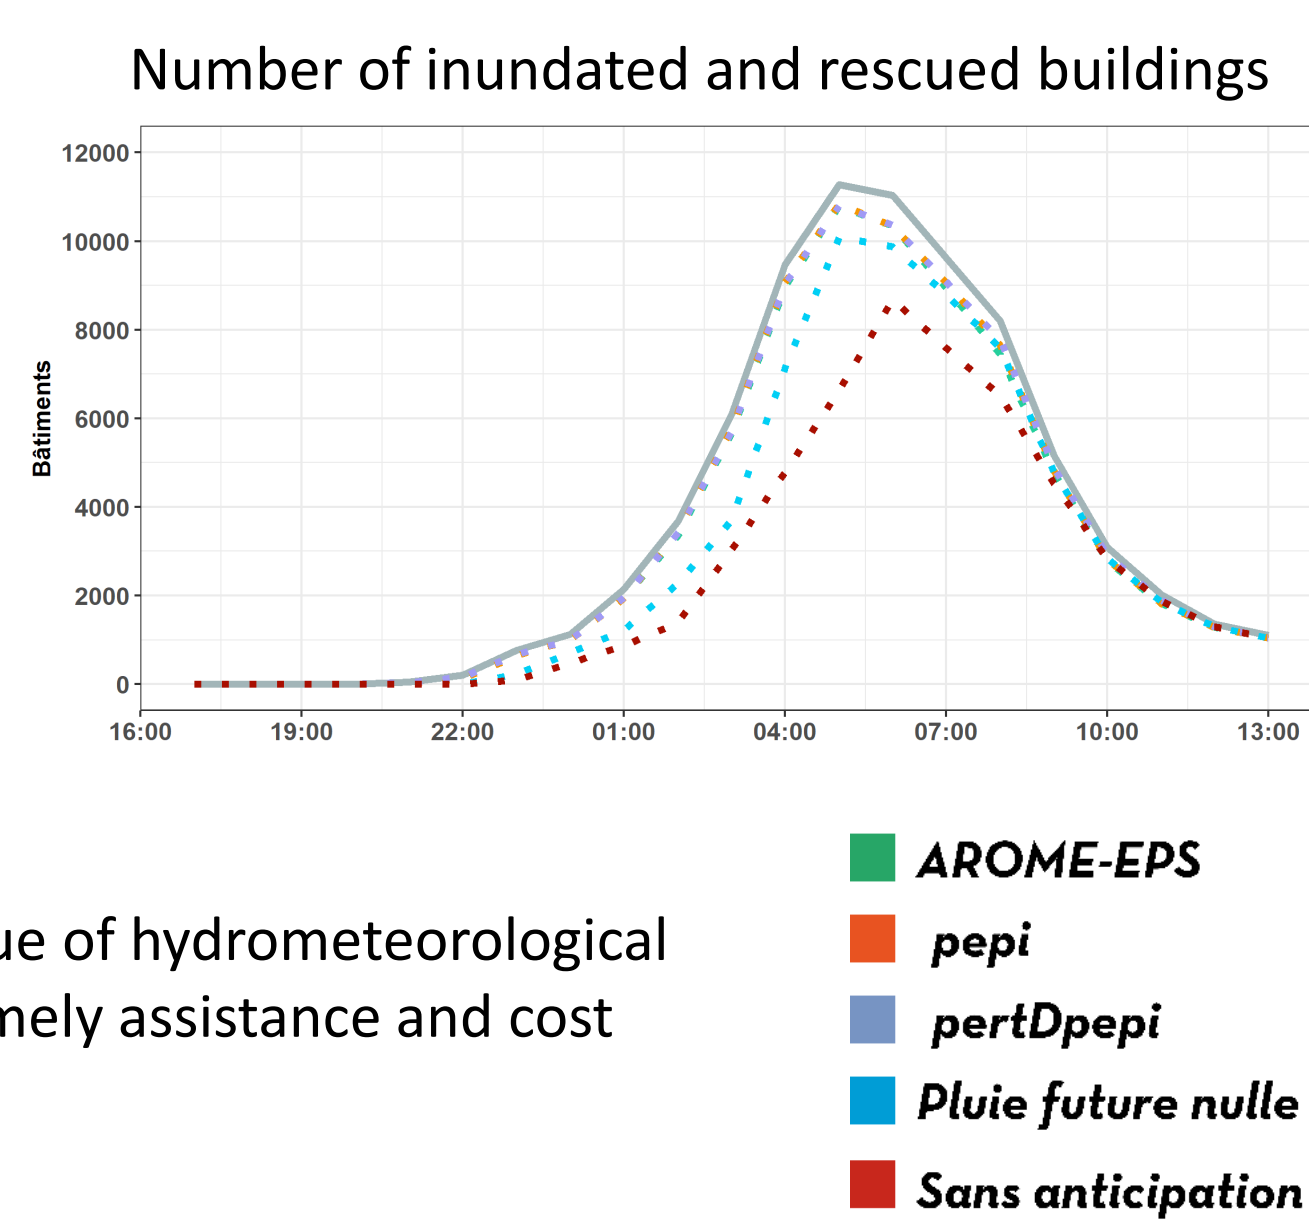 Number of inundated and rescued buildings
12000
10000
8000
6000
4000
2000
0
Bâtiments
16:00 19:00 22:00 01:00 04:00 07:00 10:00 13:00
AROME-EPS
pepi
of hydrometeorological
pertDpepi
assistance and cost
Pluie future nulle
Sans anticipation